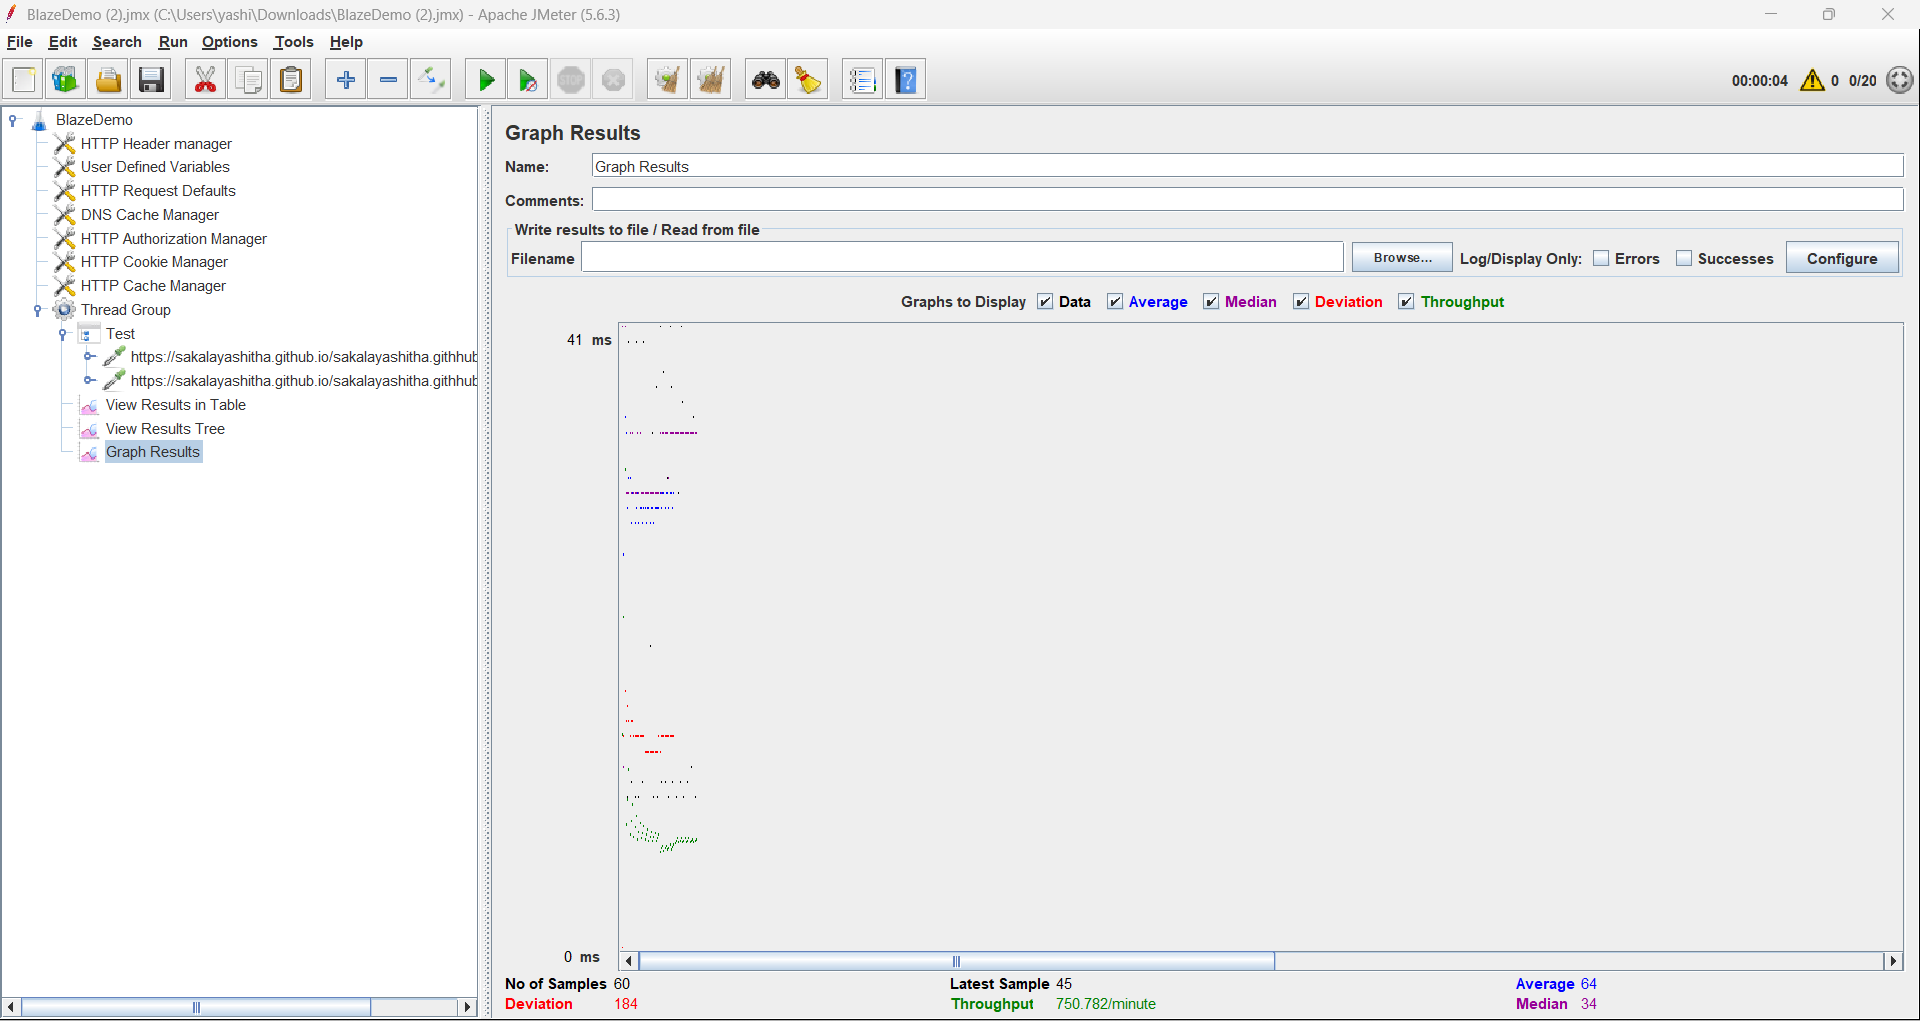 BlazeDemo (2).jmx (C:\Users\yashi\Downloads\BlazeDemo (2).jmx) - Apache JMeter (5.6.3)
File Edit Search Run Options Tools Help
STOP
00:00:04 0 0/20
BlazeDemo
HTTP Header manager
User Defined Variables
HTTP Request Defaults
DNS Cache Manager
HTTP Authorization Manager
HTTP Cookie Manager
HTTP Cache Manager
Thread Group
Test
https://sakalayashitha.github.io/sakalayashitha.githhub
https://sakalayashitha.github.io/sakalayashitha.githhub
View Results in Table
View Results Tree
Graph Results
Graph Results
Name: Graph Results
Comments:
Write results to file / Read from file
Filename Browse... Log/Display Only: Errors Successes Configure
Graphs to Display Data Average Median Deviation Throughput
41 ms
0 ms
No of Samples 60 Latest Sample 45 Average 64
Deviation 184 Throughput 750.782/minute Median 34